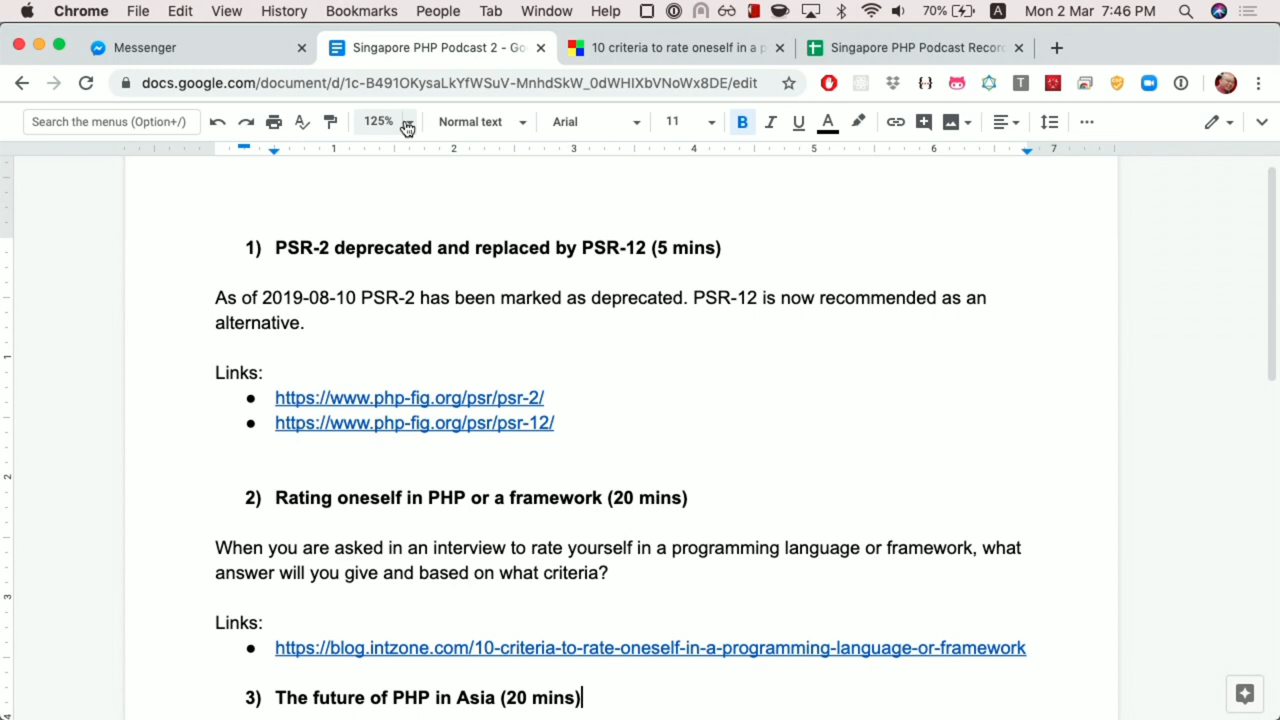 Chrome File Edit View History Bookmarks People Tab Window Help 70% A Mon 2 Mar 7:46 PM
Messenger Singapore PHP Podcast 2 - Go 10 criteria to rate oneself in a p Singapore PHP Podcast Recor
docs.google.com/document/d/1c-B491OKysaLkYfWSuV-MnhdSkW_0dWHIXbVNoWx8DE/edit
Search the menus (Option+/) 125% Normal text Arial 11 B I U A
1 2 3 4 5 6 7
1) PSR-2 deprecated and replaced by PSR-12 (5 mins)
As of 2019-08-10 PSR-2 has been marked as deprecated. PSR-12 is now recommended as an
alternative.
Links:
● https://www.php-fig.org/psr/psr-2/
● https://www.php-fig.org/psr/psr-12/
2) Rating oneself in PHP or a framework (20 mins)
When you are asked in an interview to rate yourself in a programming language or framework, what
answer will you give and based on what criteria?
Links:
● https://blog.intzone.com/10-criteria-to-rate-oneself-in-a-programming-language-or-framework
3) The future of PHP in Asia (20 mins)